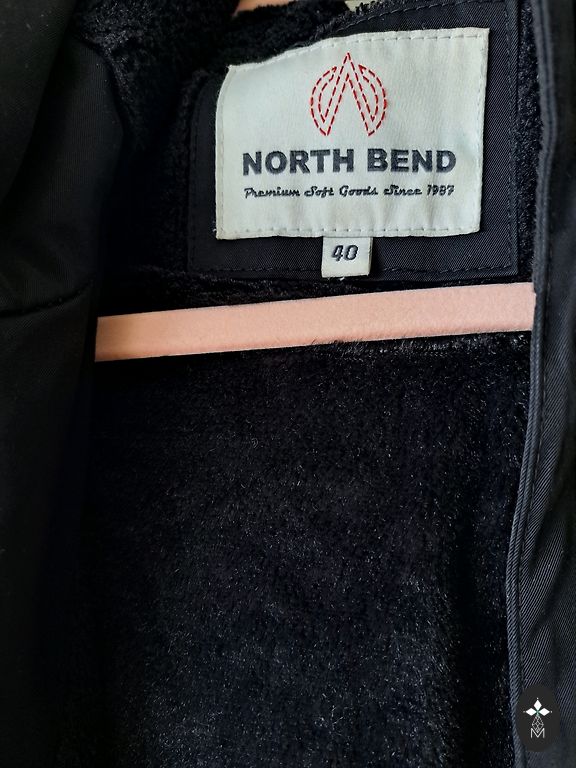 NORTH BEND
Premium Soft Goods Since 1987
40
M